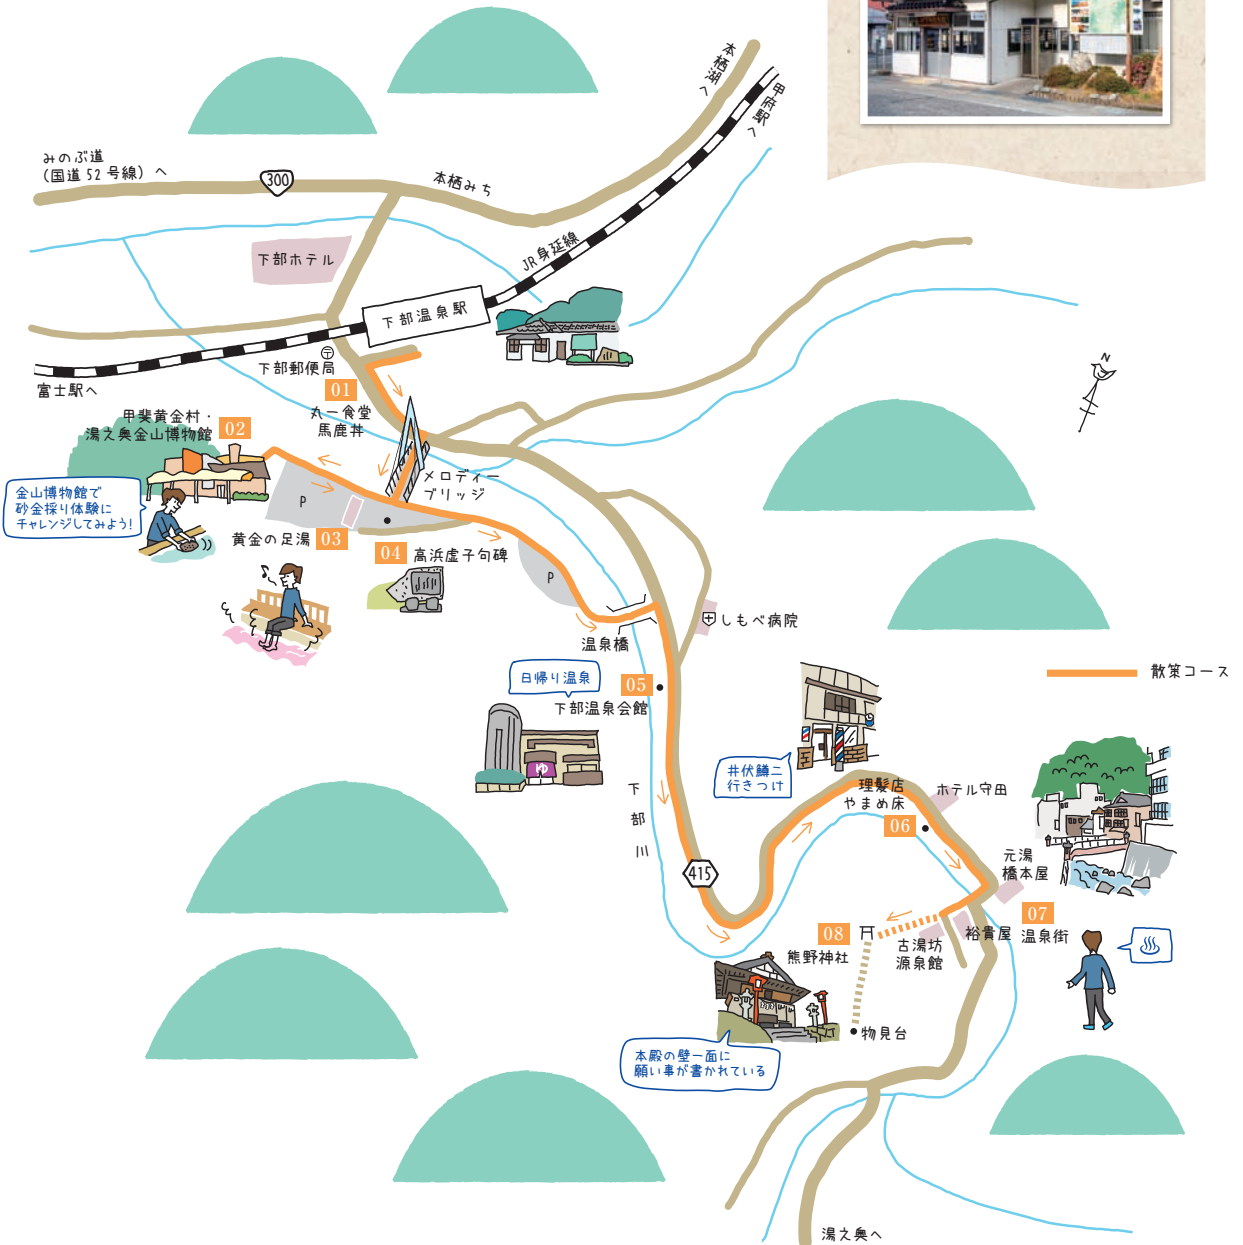 本栖湖へ
甲府駅へ
みのぶ道
（国道52号線）へ
300
本栖みち
下部ホテル
JR身延線
下部温泉駅
下部郵便局
富士駅へ
01
丸一食堂
馬鹿丼
N
甲斐黄金村・
湯之奥金山博物館
02
メロディー
ブリッジ
金山博物館で
砂金採り体験に
チャレンジしてみよう!
P
黄金の足湯
03
04
高浜虚子句碑
P
温泉橋
しもべ病院
日帰り温泉
05
下部温泉会館
ゆ
散策コース
井伏鱒二
行きつけ
理髪店
やまめ床
06
ホテル守田
下部川
415
元湯
橋本屋
07
温泉街
裕貴屋
古湯坊
源泉館
08
熊野神社
物見台
本殿の壁一面に
願い事が書かれている
湯之奥へ